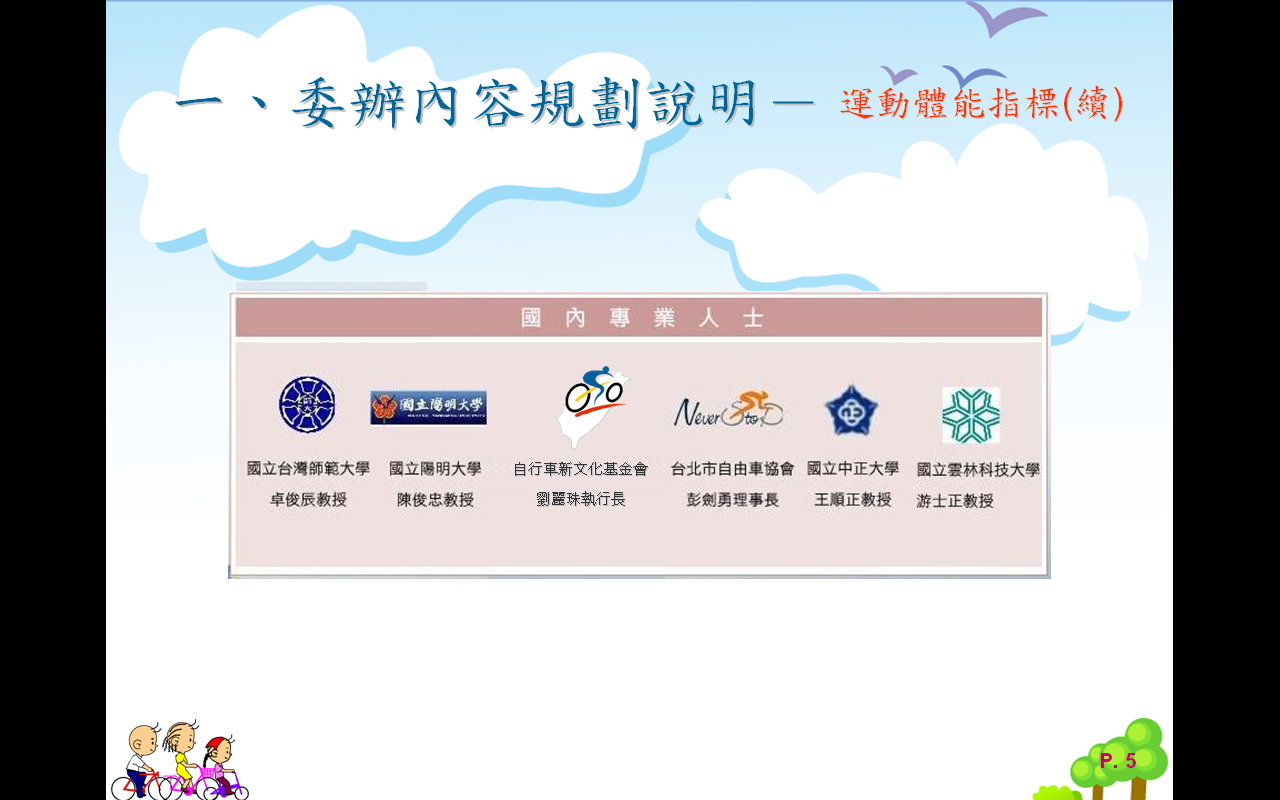 一、委辦內容規劃說明－ 運動體能指標(續)
國內專業人士
國立陽明大學
NeverStop
國立台灣師範大學 國立陽明大學 自行車新文化基金會 台北市自由車協會 國立中正大學 國立雲林科技大學
卓俊辰教授 陳俊忠教授 劉麗珠執行長 彭劍勇理事長 王順正教授 游士正教授
P. 5